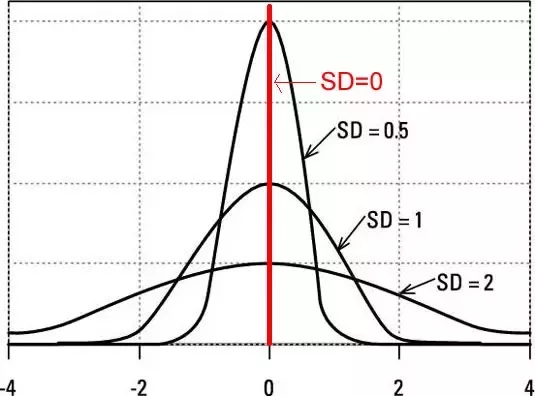 SD=0
SD = 0.5
SD = 1
SD = 2
-4 -2 0 2 4